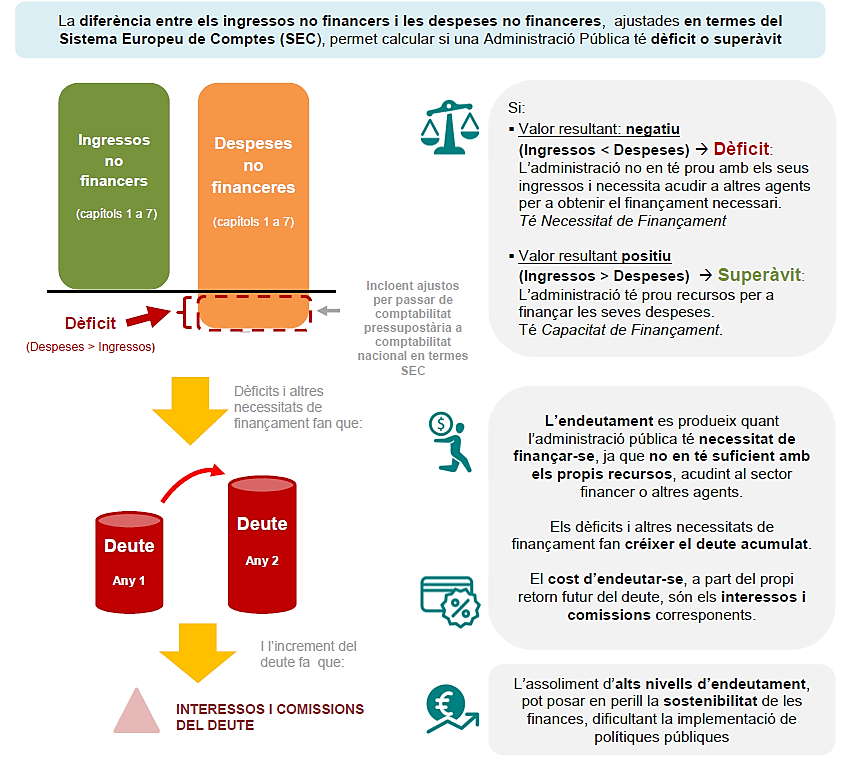 La diferència entre els ingressos no financers i les despeses no financeres, ajustades en termes del
Sistema Europeu de Comptes (SEC), permet calcular si una Administració Pública té dèficit o superàvit
Ingressos
no
financers
(capítols 1 a 7)
Despeses
no
financeres
(capítols 1 a 7)
Dèficit
(Despeses > Ingressos)
Incloent ajustos
per passar de
comptabilitat
pressupostària a
comptabilitat
nacional en termes
SEC
Si:
▪ Valor resultant: negatiu
(Ingressos < Despeses) → Dèficit:
L’administració no en té prou amb els seus
ingressos i necessita acudir a altres agents
per a obtenir el finançament necessari.
Té Necessitat de Finançament
▪ Valor resultant positiu
(Ingressos > Despeses) → Superàvit:
L’administració té prou recursos per a
finançar les seves despeses.
Té Capacitat de Finançament.
Dèficits i altres
necessitats de
finançament fan que:
Deute
Any 1
Deute
Any 2
$
L’endeutament es produeix quant
l’administració pública té necessitat de
finançar-se, ja que no en té suficient amb
els propis recursos, acudint al sector
financer o altres agents.
Els dèficits i altres necessitats de
finançament fan créixer el deute acumulat.
%
El cost d’endeutar-se, a part del propi
retorn futur del deute, són els interessos i
comissions corresponents.
I l’increment del
deute fa que:
INTERESSOS I COMISSIONS
DEL DEUTE
€
L’assoliment d’alts nivells d’endeutament,
pot posar en perill la sostenibilitat de les
finances, dificultant la implementació de
polítiques públiques